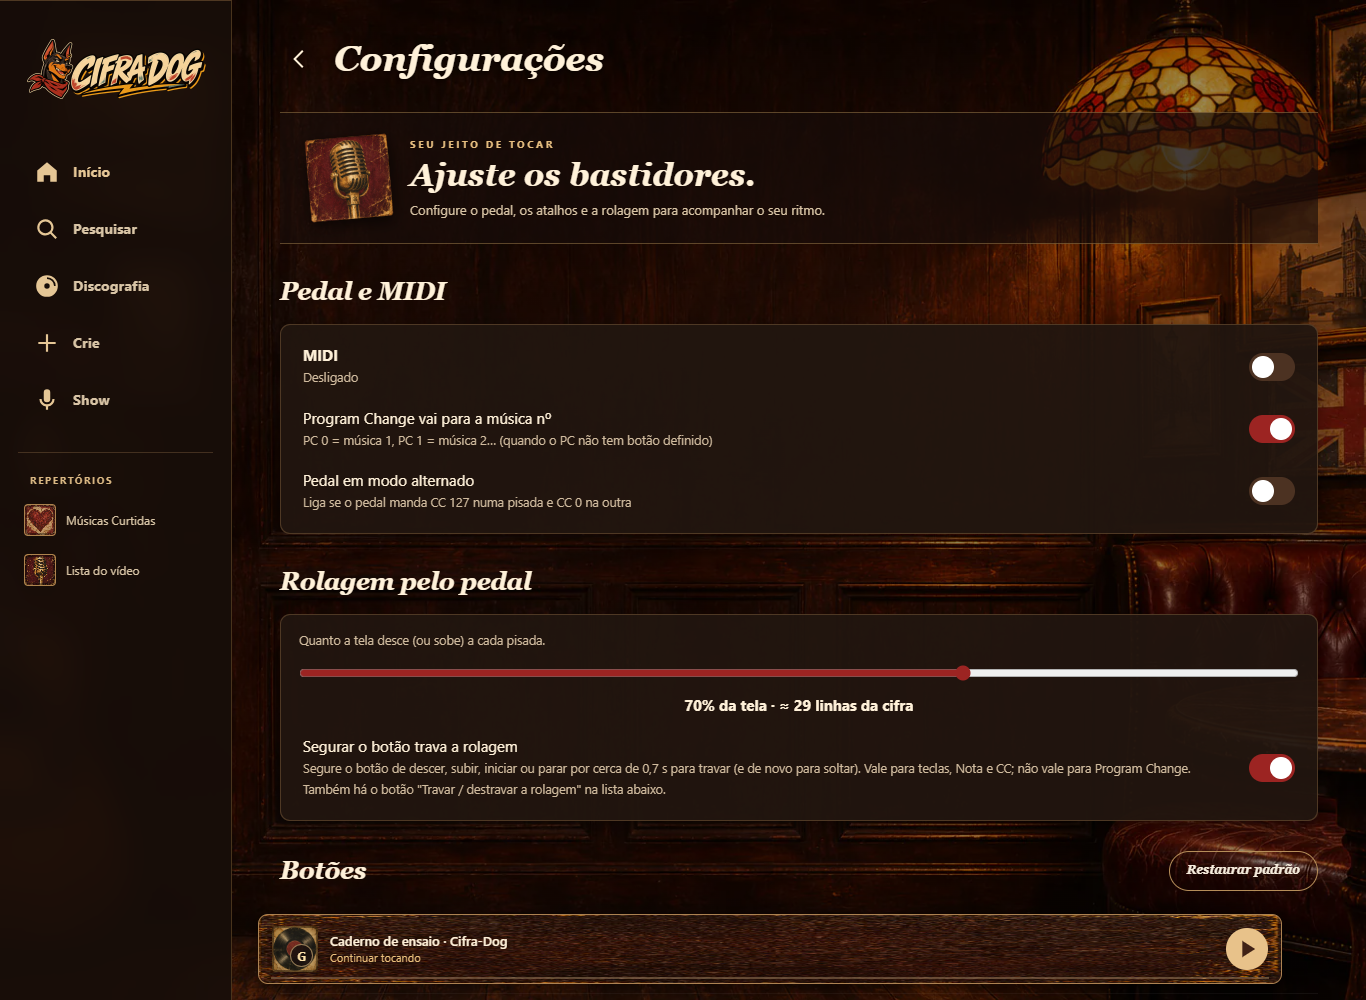 CIFRADOG
Início
Pesquisar
Discografia
Crie
Show
REPERTÓRIOS
Músicas Curtidas
Lista do vídeo
Configurações
SEU JEITO DE TOCAR
Ajuste os bastidores.
Configure o pedal, os atalhos e a rolagem para acompanhar o seu ritmo.
Pedal e MIDI
MIDI
Desligado
Program Change vai para a música nº
PC 0 = música 1, PC 1 = música 2... (quando o PC não tem botão definido)
Pedal em modo alternado
Liga se o pedal manda CC 127 numa pisada e CC 0 na outra
Rolagem pelo pedal
Quanto a tela desce (ou sobe) a cada pisada.
70% da tela · ≈ 29 linhas da cifra
Segurar o botão trava a rolagem
Segure o botão de descer, subir, iniciar ou parar por cerca de 0,7 s para travar (e de novo para soltar). Vale para teclas, Nota e CC; não vale para Program Change.
Também há o botão "Travar / destravar a rolagem" na lista abaixo.
Botões
Restaurar padrão
G
Caderno de ensaio · Cifra-Dog
Continuar tocando